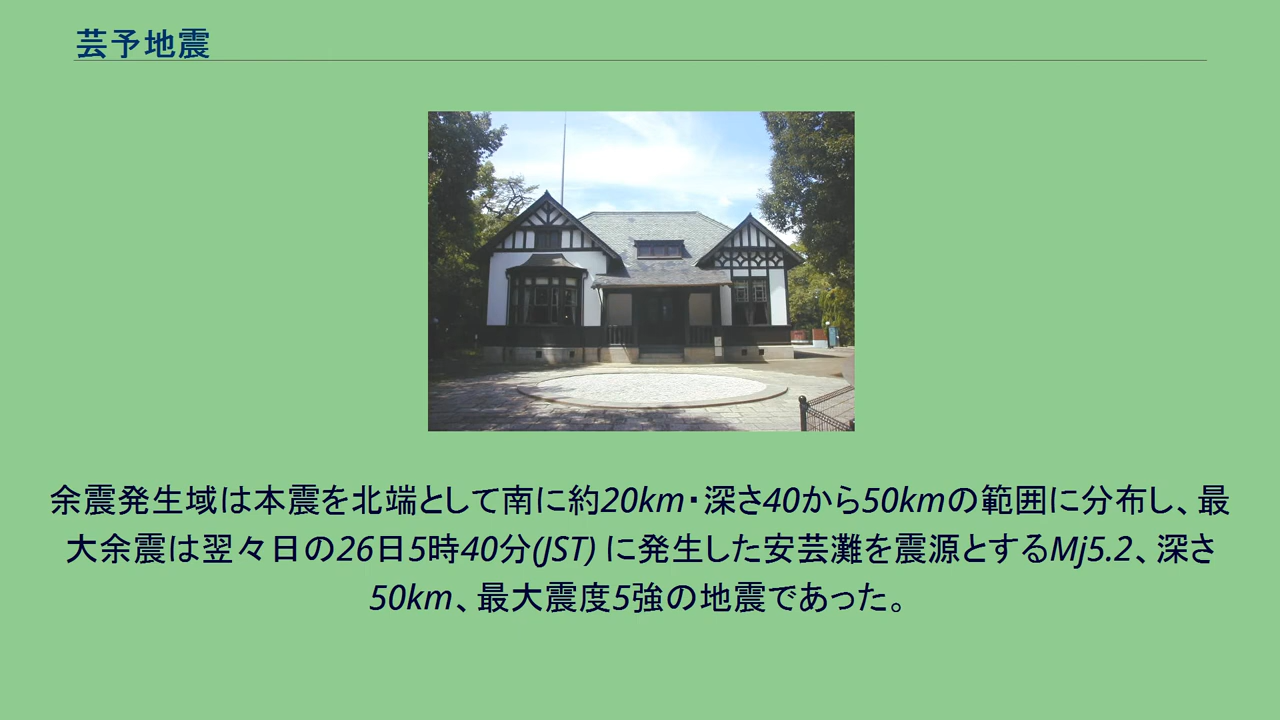 芸予地震
余震発生域は本震を北端として南に約20km・深さ40から50kmの範囲に分布し、最
大余震は翌々日の26日5時40分(JST) に発生した安芸灘を震源とするMj5.2、深さ
50km、最大震度5強の地震であった。